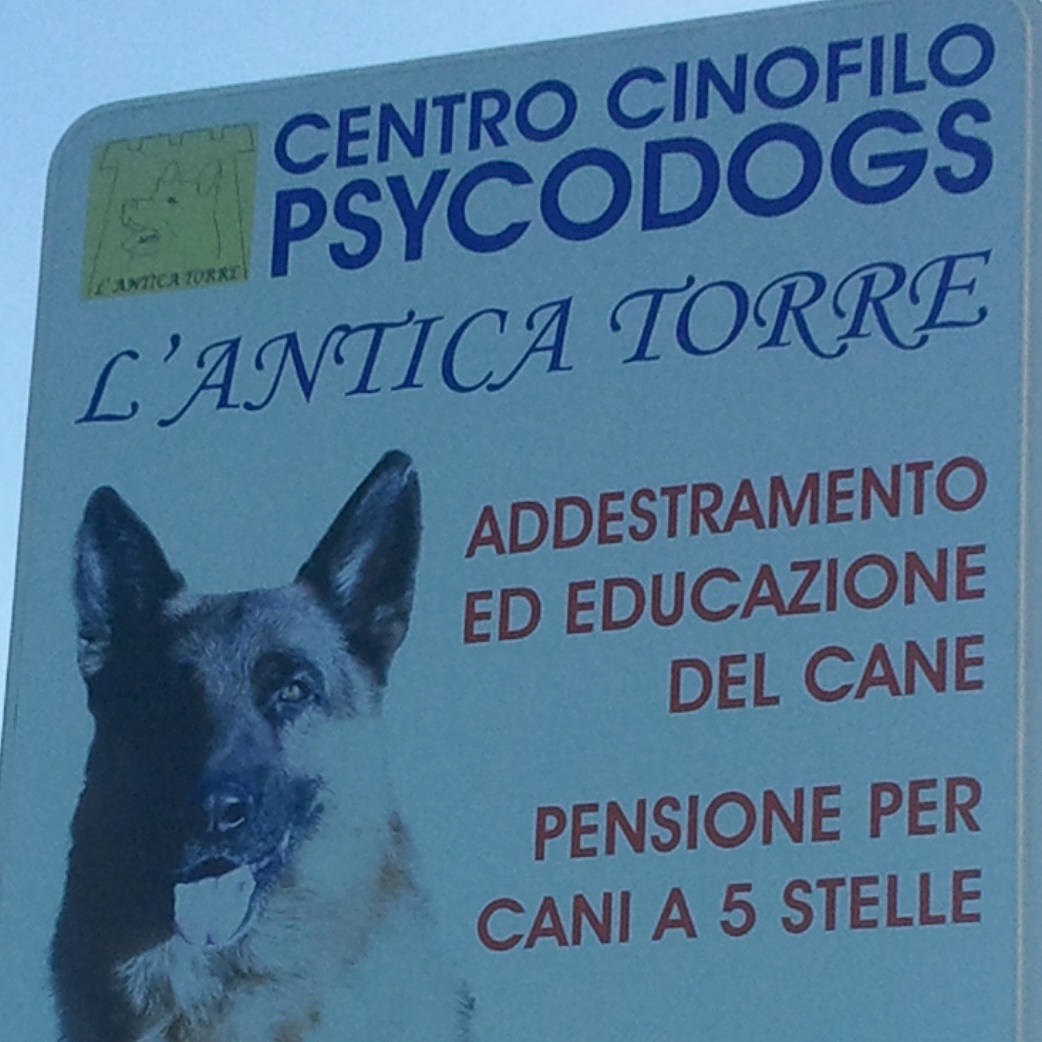 CENTRO CINOFILO
PSYCODOGS
L'ANTICA TORRE
L'ANTICA TORRE
ADDESTRAMENTO
ED EDUCAZIONE
DEL CANE
PENSIONE PER
CANI A 5 STELLE